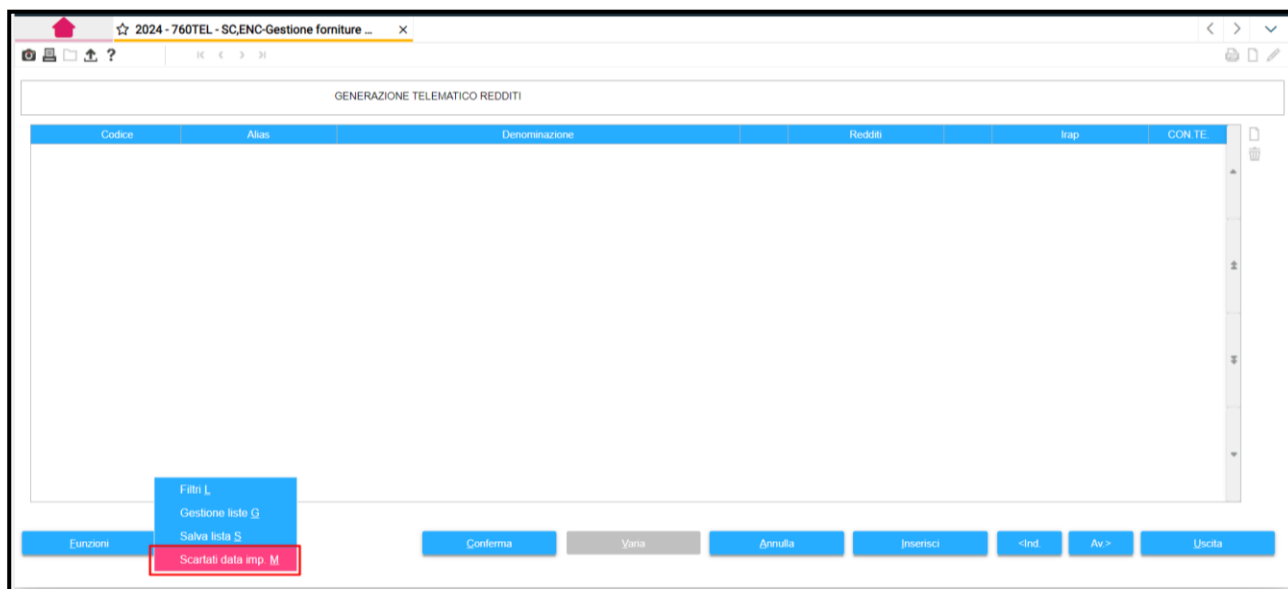 2024 - 760TEL - SC,ENC-Gestione forniture ...
GENERAZIONE TELEMATICO REDDITI
Codice Alias Denominazione Redditi Irap CON.TE.
Filtri L
Gestione liste G
Salva lista S
Scartati data imp. M
Funzioni Conferma Varia Annulla Inserisci <Ind. Av.> Uscita